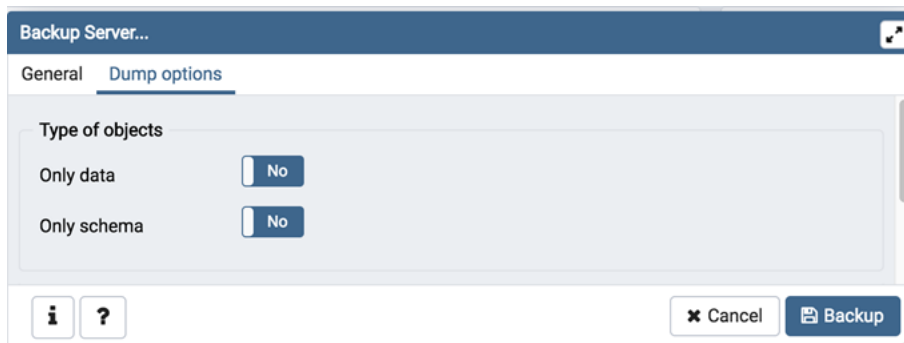 Backup Server...
General Dump options
Type of objects
Only data No
Only schema No
i ? Cancel Backup